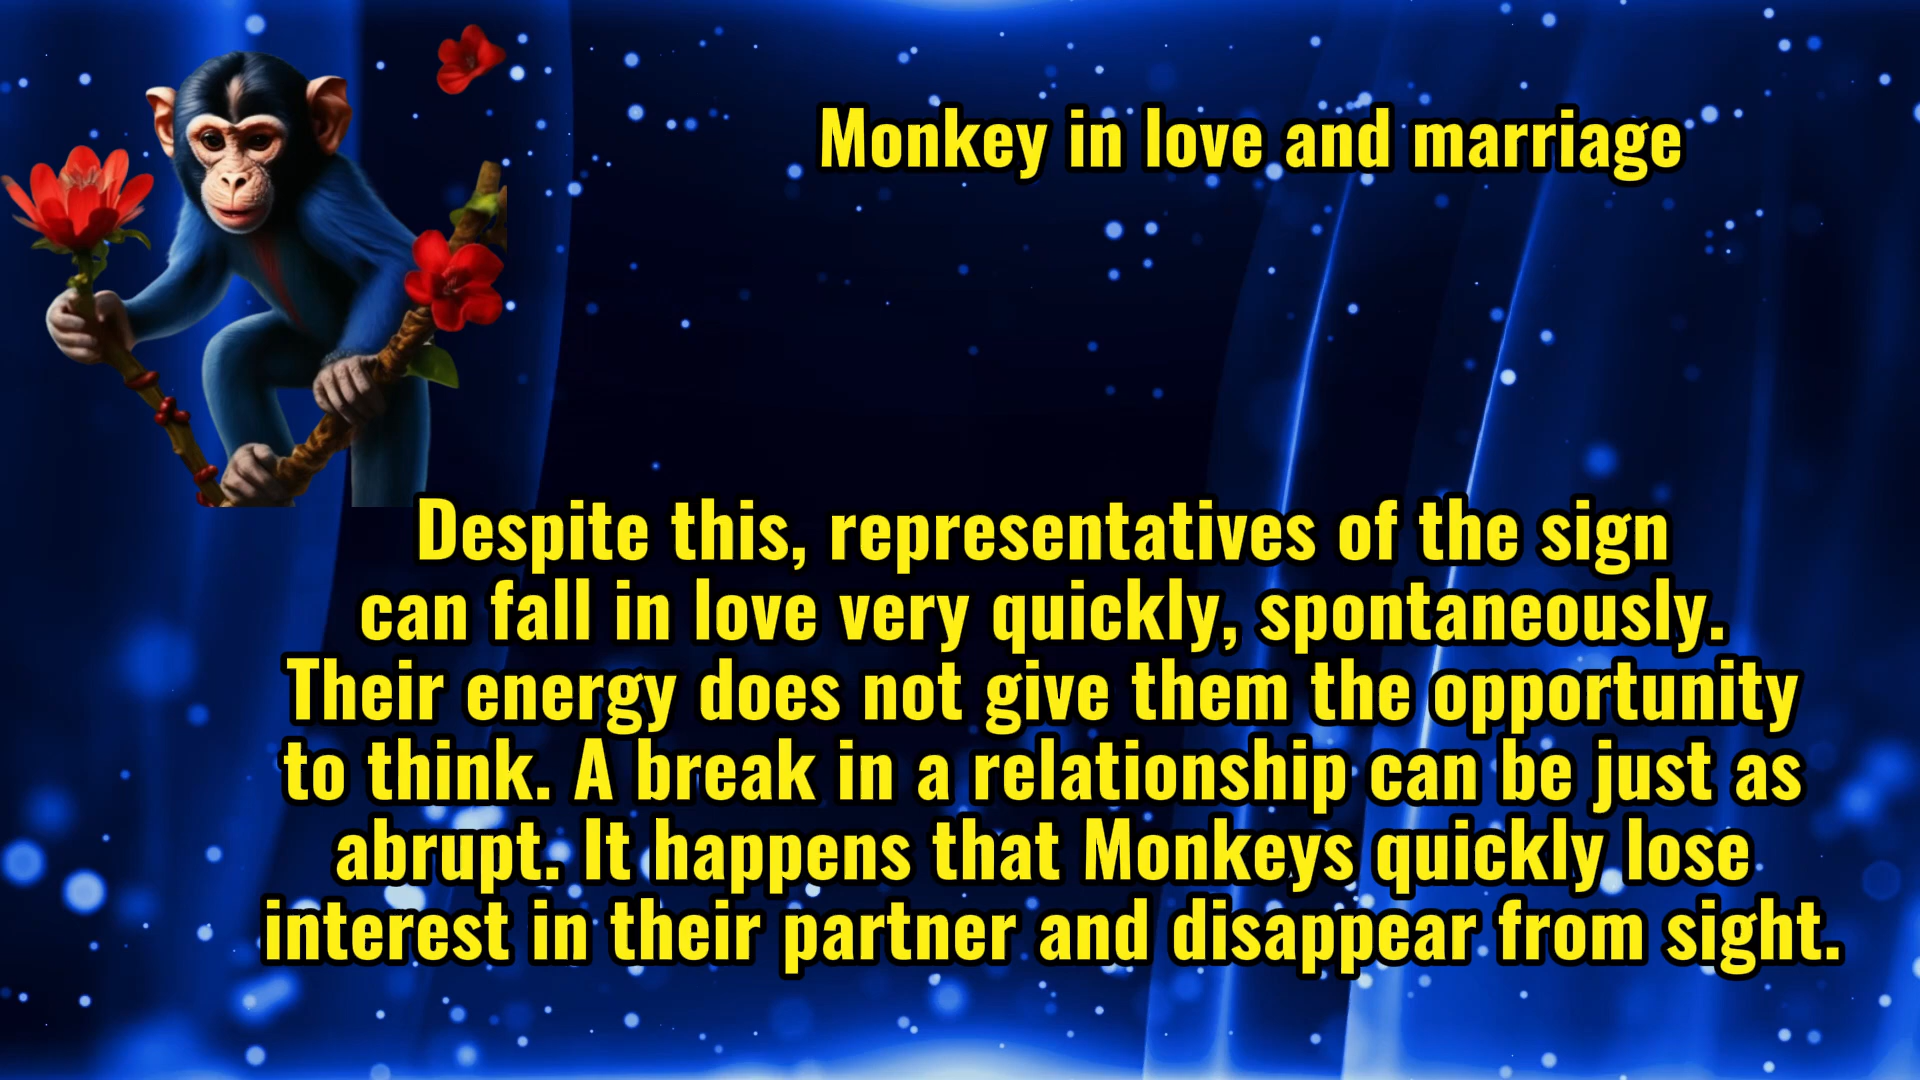 Monkey in love and marriage
Despite this, representatives of the sign
can fall in love very quickly, spontaneously.
Their energy does not give them the opportunity
to think. A break in a relationship can be just as
abrupt. It happens that Monkeys quickly lose
interest in their partner and disappear from sight.